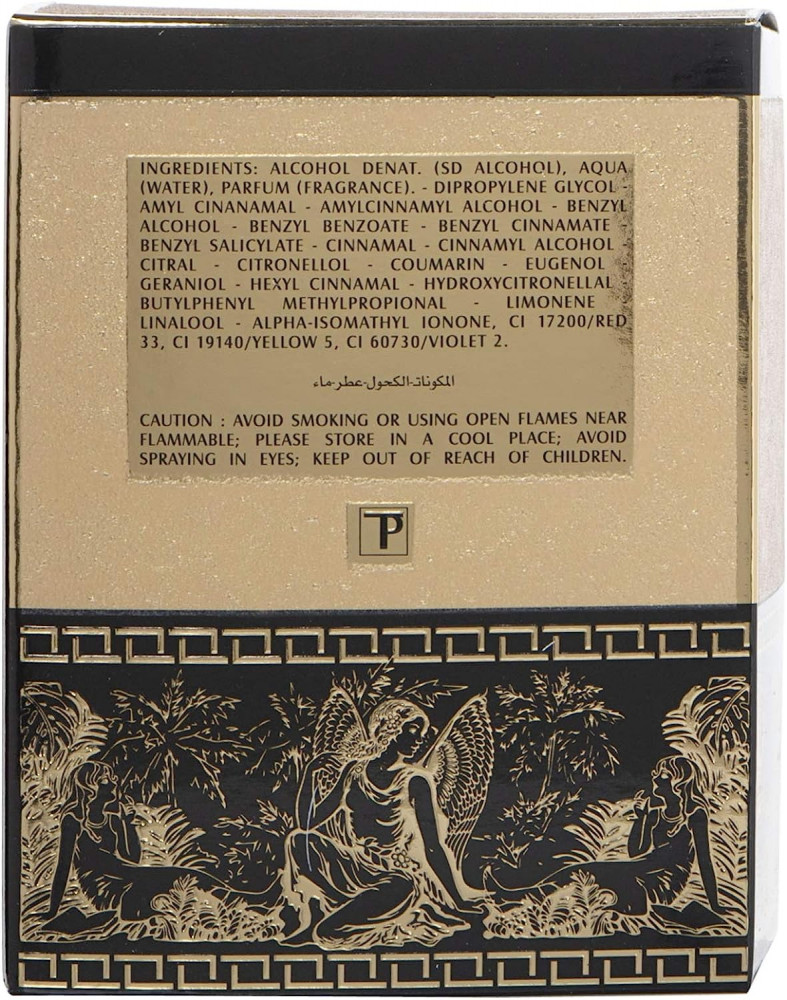 INGREDIENTS: ALCOHOL DENAT. (SD ALCOHOL), AQUA
(WATER), PARFUM (FRAGRANCE). - DIPROPYLENE GLYCOL -
AMYL CINANAMAL - AMYLCINNAMYL ALCOHOL - BENZYL
ALCOHOL - BENZYL BENZOATE - BENZYL CINNAMATE -
BENZYL SALICYLATE - CINNAMAL - CINNAMYL ALCOHOL
CITRAL - CITRONELLOL - COUMARIN - EUGENOL
GERANIOL - HEXYL CINNAMAL - HYDROXYCITRONELLAL
BUTYLPHENYL METHYLPROPIONAL - LIMONENE
LINALOOL - ALPHA-ISOMATHYL IONONE, CI 17200/RED
33, CI 19140/YELLOW 5, CI 60730/VIOLET 2.
المكونات-الكحول-عطر-ماء
CAUTION : AVOID SMOKING OR USING OPEN FLAMES NEAR
FLAMMABLE; PLEASE STORE IN A COOL PLACE; AVOID
SPRAYING IN EYES; KEEP OUT OF REACH OF CHILDREN.
TP